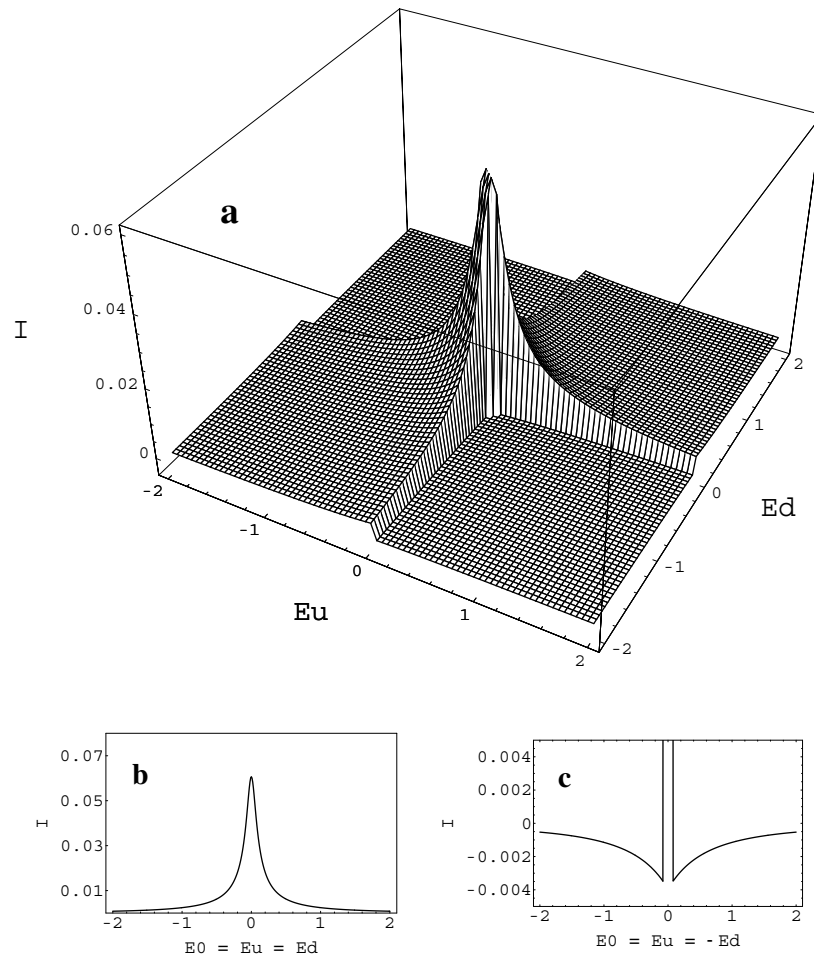 a
0.06
0.04
0.02
0
I
-2
-1
0
1
2
Eu
-2
-1
0
1
2
Ed
b
0.07
0.05
0.03
0.01
I
-2 -1 0 1 2
E0 = Eu = Ed
c
0.004
0.002
0
-0.002
-0.004
I
-2 -1 0 1 2
E0 = Eu = -Ed